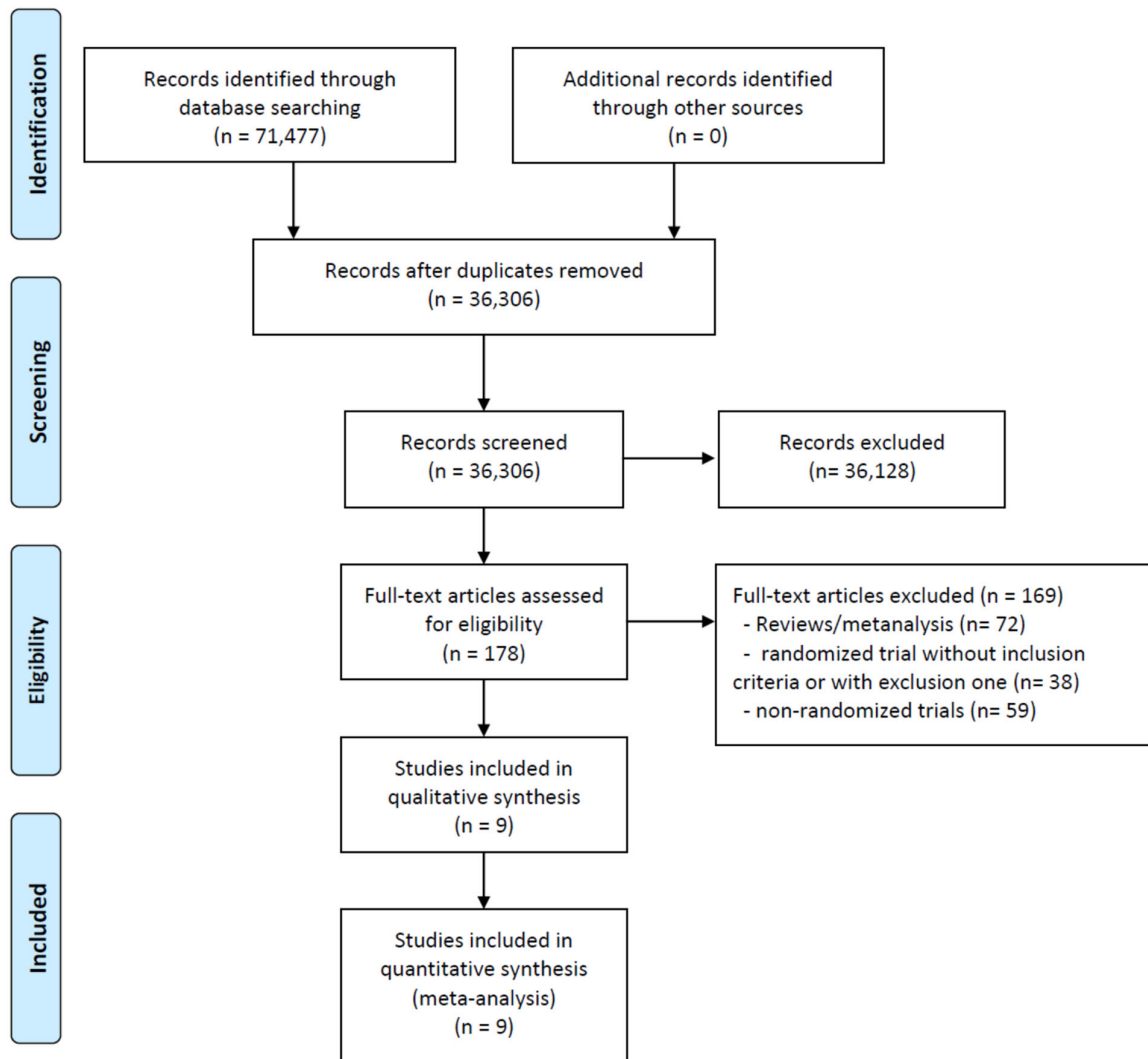 Identification
Records identified through
database searching
(n = 71,477)
Additional records identified
through other sources
(n = 0)
Records after duplicates removed
(n = 36,306)
Screening
Records screened
(n = 36,306)
Records excluded
(n= 36,128)
Eligibility
Full-text articles assessed
for eligibility
(n = 178)
Full-text articles excluded (n = 169)
- Reviews/metanalysis (n= 72)
- randomized trial without inclusion
criteria or with exclusion one (n= 38)
- non-randomized trials (n= 59)
Studies included in
qualitative synthesis
(n = 9)
Included
Studies included in
quantitative synthesis
(meta-analysis)
(n = 9)